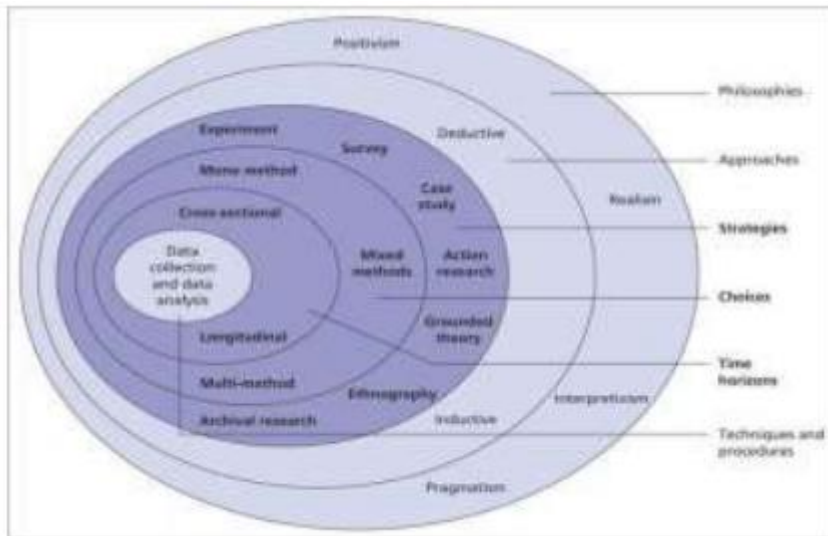 Positivism
Philosophies
Experiment
Deductive
Survey
Approaches
Mono method
Case
study
Realism
Cross-sectional
Strategies
Data
collection
and data
analysis
Mixed
methods
Action
research
Choices
Longitudinal
Grounded
theory
Time
horizons
Multi-method
Ethnography
Interpretivism
Archival research
Inductive
Techniques and
procedures
Pragmatism